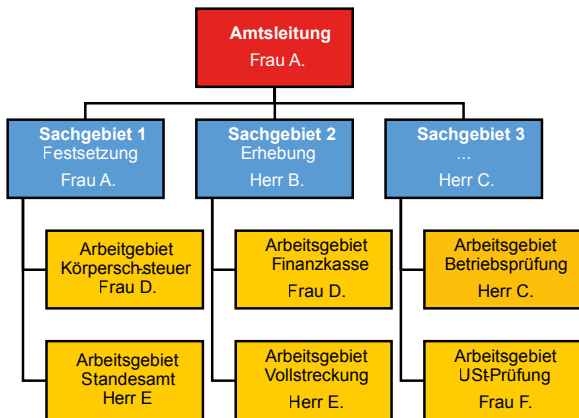 Amtsleitung
Frau A.
Sachgebiet 1
Festsetzung
Frau A.
Sachgebiet 2
Erhebung
Herr B.
Sachgebiet 3
...
Herr C.
Arbeitgebiet
Körpersch-steuer
Frau D.
Arbeitsgebiet
Finanzkasse
Frau D.
Arbeitsgebiet
Betriebsprüfung
Herr C.
Arbeitsgebiet
Standesamt
Herr E
Arbeitsgebiet
Vollstreckung
Herr E.
Arbeitsgebiet
USt-Prüfung
Frau F.